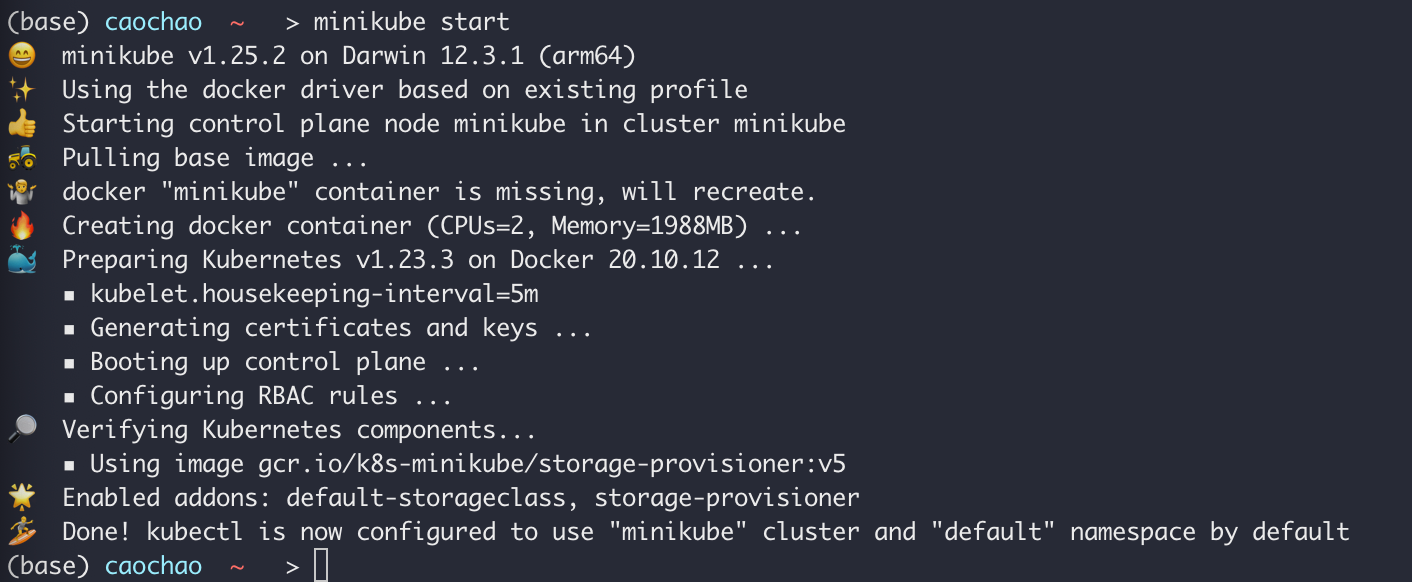 (base) caochao ~ > minikube start
😄 minikube v1.25.2 on Darwin 12.3.1 (arm64)
✨ Using the docker driver based on existing profile
👍 Starting control plane node minikube in cluster minikube
🚜 Pulling base image ...
🤷 docker "minikube" container is missing, will recreate.
🔥 Creating docker container (CPUs=2, Memory=1988MB) ...
🐳 Preparing Kubernetes v1.23.3 on Docker 20.10.12 ...
▪ kubelet.housekeeping-interval=5m
▪ Generating certificates and keys ...
▪ Booting up control plane ...
▪ Configuring RBAC rules ...
🔎 Verifying Kubernetes components...
▪ Using image gcr.io/k8s-minikube/storage-provisioner:v5
🌟 Enabled addons: default-storageclass, storage-provisioner
🏄 Done! kubectl is now configured to use "minikube" cluster and "default" namespace by default
(base) caochao ~ >